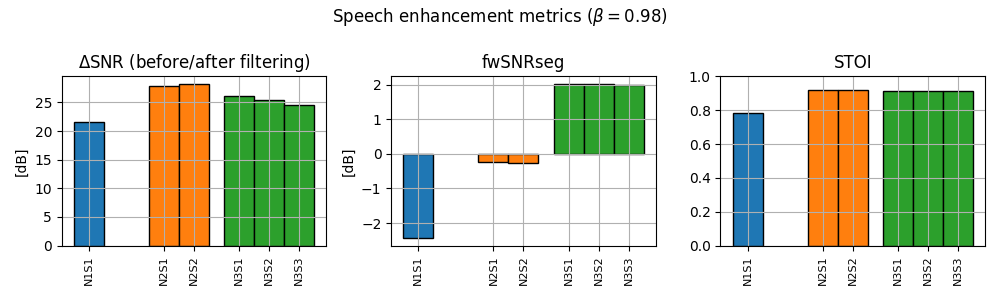 Speech enhancement metrics (β = 0.98)
ΔSNR (before/after filtering)
[dB]
25
20
15
10
5
0
N1S1
N2S1
N2S2
N3S1
N3S2
N3S3
fwSNRseg
[dB]
2
1
0
−1
−2
N1S1
N2S1
N2S2
N3S1
N3S2
N3S3
STOI
1.0
0.8
0.6
0.4
0.2
0.0
N1S1
N2S1
N2S2
N3S1
N3S2
N3S3